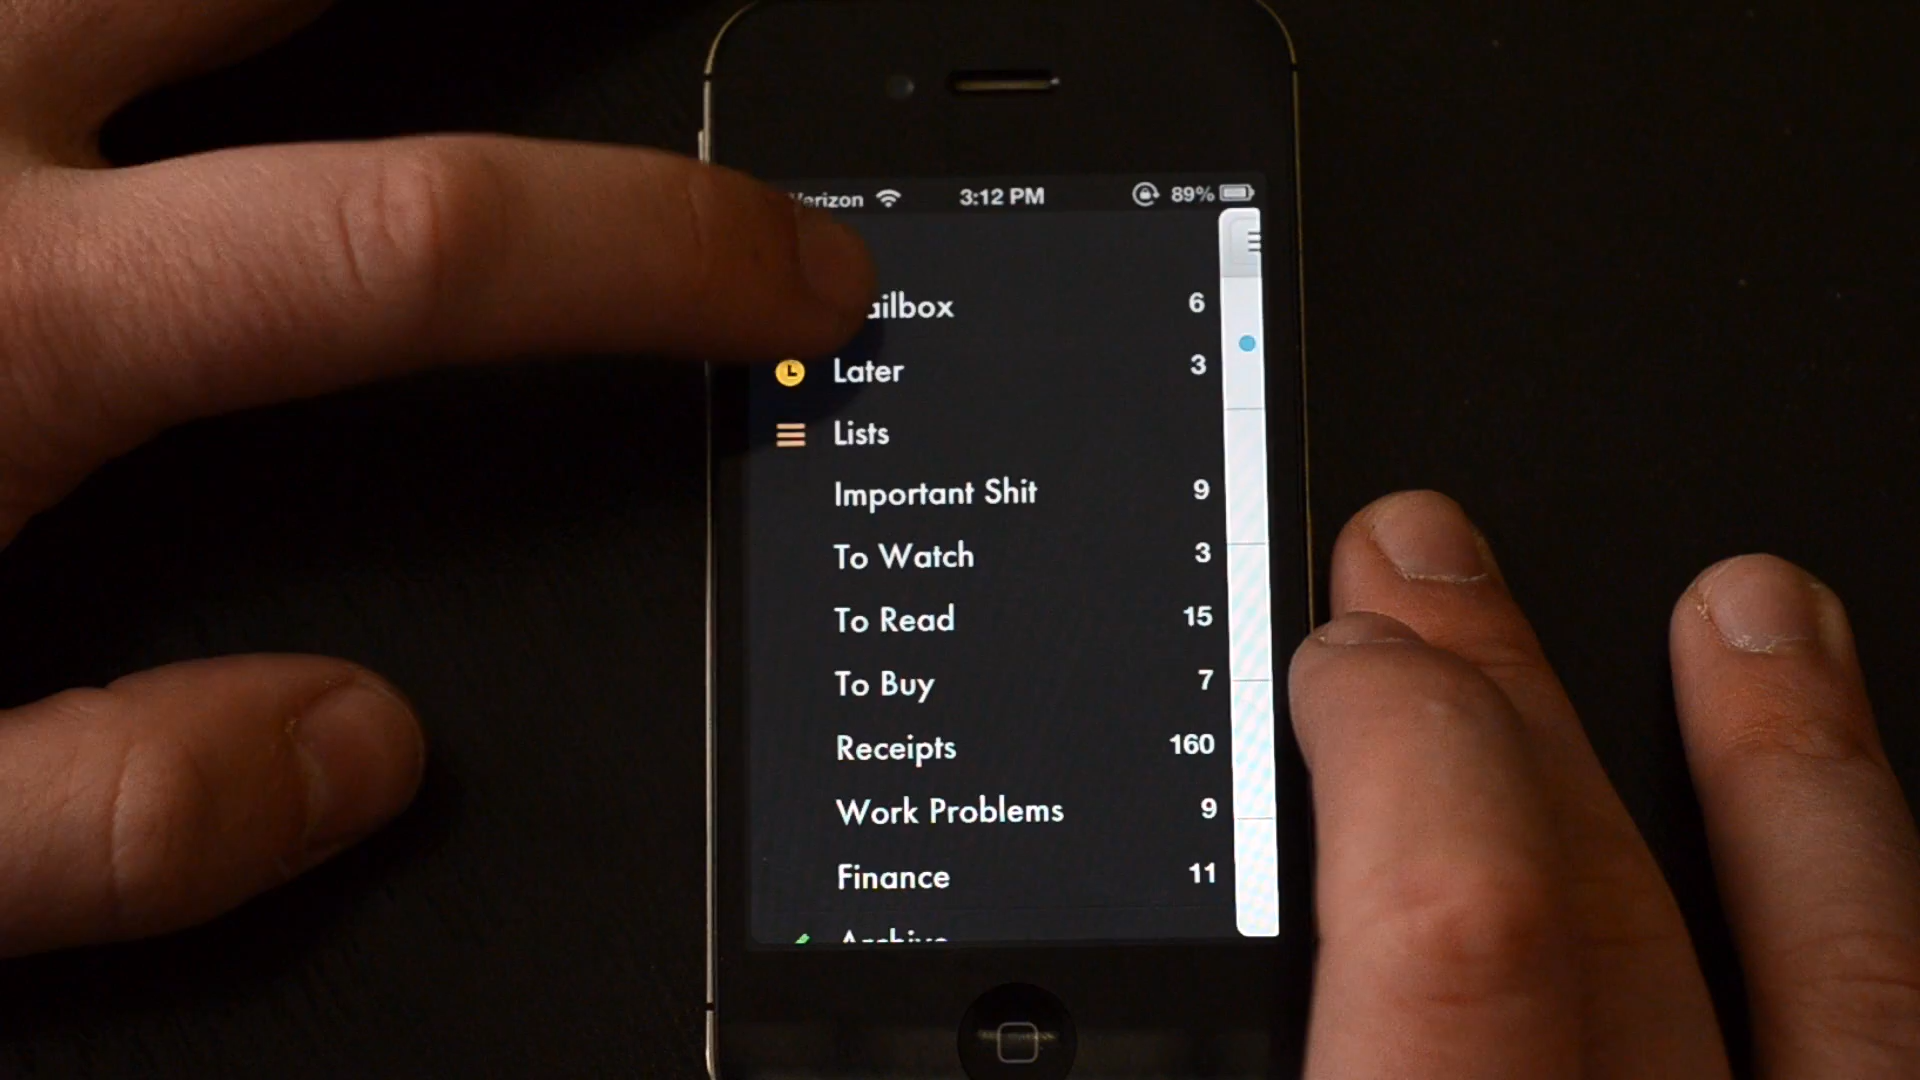 Verizon 3:12 PM 89%
ailbox 6
Later 3
Lists
Important Shit 9
To Watch 3
To Read 15
To Buy 7
Receipts 160
Work Problems 9
Finance 11
Archive